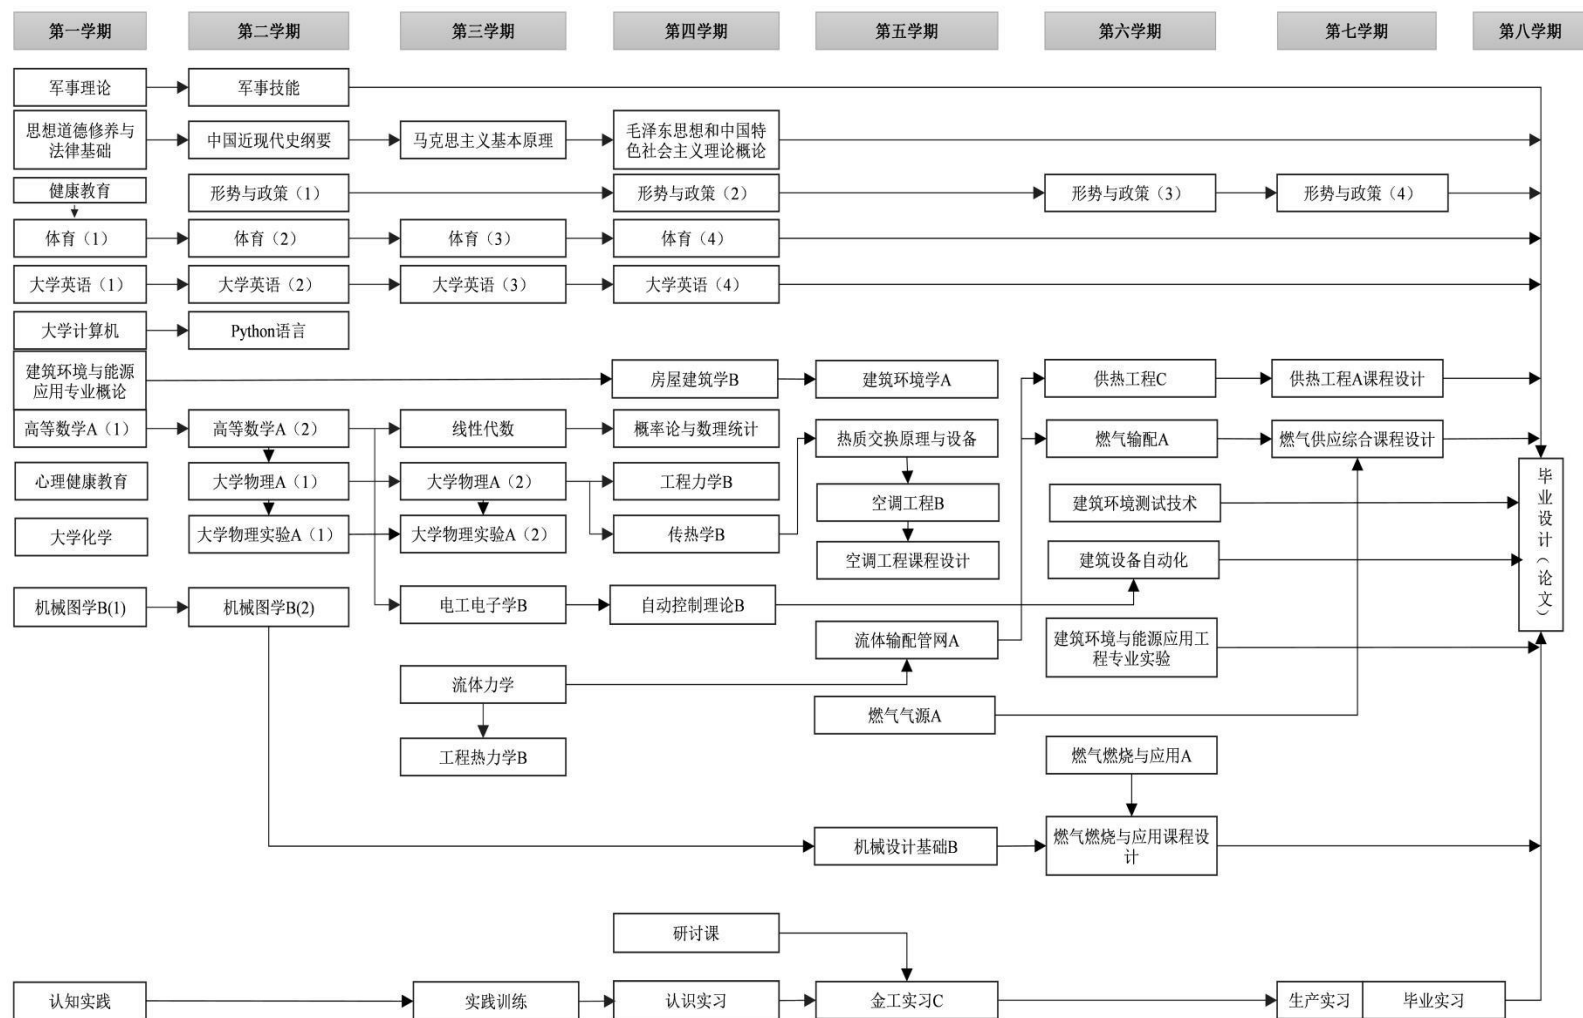 第一学期
第二学期
第三学期
第四学期
第五学期
第六学期
第七学期
第八学期
军事理论
军事技能
思想道德修养与
法律基础
中国近现代史纲要
马克思主义基本原理
毛泽东思想和中国特
色社会主义理论概论
健康教育
形势与政策（1）
形势与政策（2）
形势与政策（3）
形势与政策（4）
体育（1）
体育（2）
体育（3）
体育（4）
大学英语（1）
大学英语（2）
大学英语（3）
大学英语（4）
大学计算机
Python语言
建筑环境与能源
应用专业概论
房屋建筑学B
建筑环境学A
供热工程C
供热工程A课程设计
高等数学A（1）
高等数学A（2）
线性代数
概率论与数理统计
热质交换原理与设备
燃气输配A
燃气供应综合课程设计
心理健康教育
大学物理A（1）
大学物理A（2）
工程力学B
空调工程B
建筑环境测试技术
毕业设计（论文）
大学化学
大学物理实验A（1）
大学物理实验A（2）
传热学B
空调工程课程设计
建筑设备自动化
机械图学B(1)
机械图学B(2)
电工电子学B
自动控制理论B
流体输配管网A
建筑环境与能源应用工
程专业实验
流体力学
燃气气源A
工程热力学B
燃气燃烧与应用A
机械设计基础B
燃气燃烧与应用课程设
计
研讨课
认知实践
实践训练
认识实习
金工实习C
生产实习
毕业实习